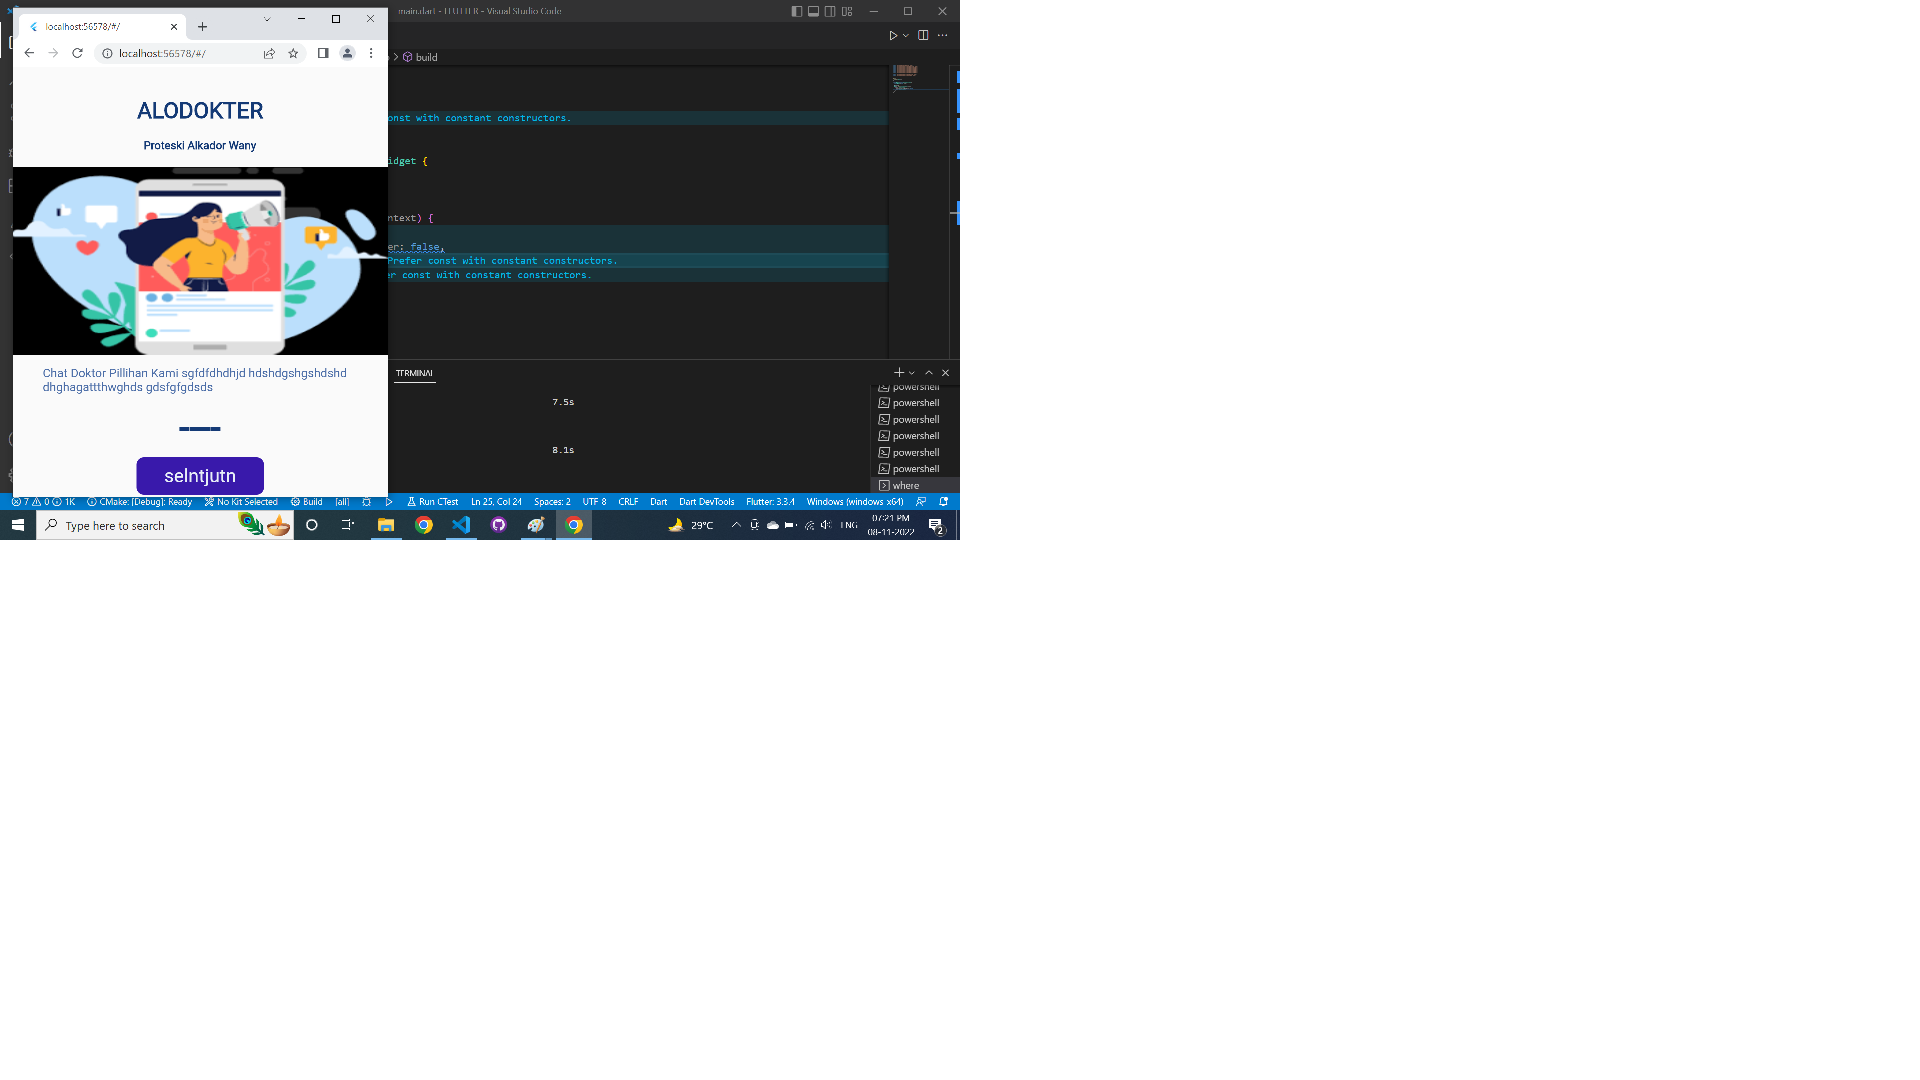 main.dart - FLUTTER - Visual Studio Code
localhost:56578/#/
localhost:56578/#/
build
ALODOKTER
Proteski Alkador Wany
onst with constant constructors.
idget {
ntext) {
er: false,
Prefer const with constant constructors.
er const with constant constructors.
Chat Doktor Pillihan Kami sgfdfdhdhjd hdshdgshgshdshd
dhghagattthwghds gdsfgfgdsds
selntjutn
TERMINAL
7.5s
8.1s
powershell
powershell
powershell
powershell
powershell
powershell
where
7 0 1K CMake: [Debug]: Ready No Kit Selected Build [all] Run CTest Ln 25, Col 24 Spaces: 2 UTF-8 CRLF Dart Dart DevTools Flutter: 3.3.4 Windows (windows-x64)
Type here to search
29°C
ENG
07:21 PM
08-11-2022
2